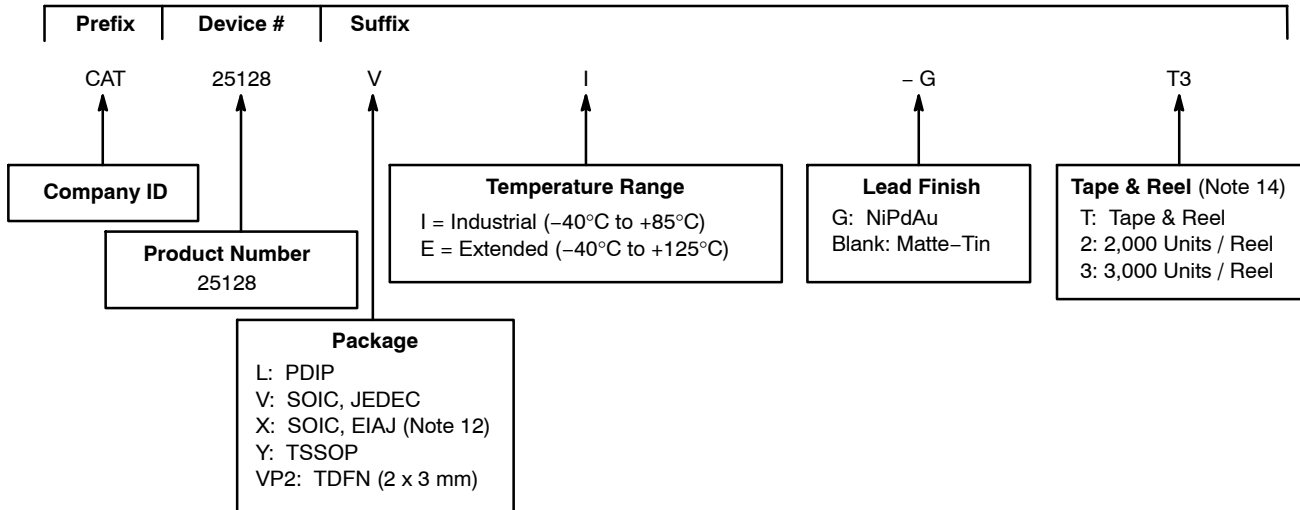 Prefix Device # Suffix
CAT 25128 V I – G T3
Company ID
Product Number
25128
Package
L: PDIP
V: SOIC, JEDEC
X: SOIC, EIAJ (Note 12)
Y: TSSOP
VP2: TDFN (2 x 3 mm)
Temperature Range
I = Industrial (−40°C to +85°C)
E = Extended (−40°C to +125°C)
Lead Finish
G: NiPdAu
Blank: Matte−Tin
Tape & Reel (Note 14)
T: Tape & Reel
2: 2,000 Units / Reel
3: 3,000 Units / Reel